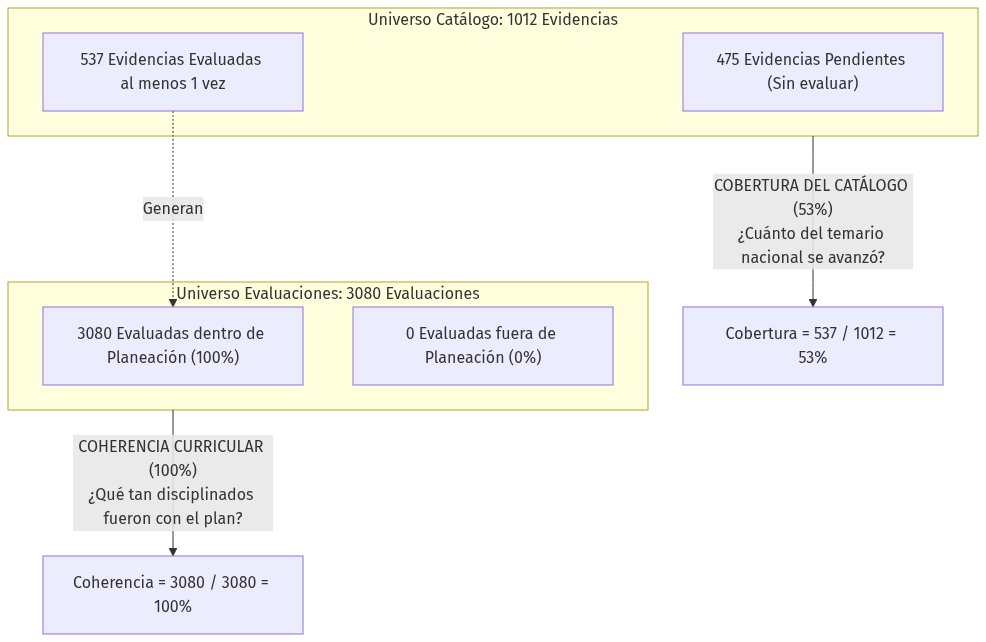 Universo Catálogo: 1012 Evidencias
537 Evidencias Evaluadas
al menos 1 vez
475 Evidencias Pendientes
(Sin evaluar)
Generan
COBERTURA DEL CATÁLOGO
(53%)
¿Cuánto del temario
nacional se avanzó?
Universo Evaluaciones: 3080 Evaluaciones
3080 Evaluadas dentro de
Planeación (100%)
0 Evaluadas fuera de
Planeación (0%)
Cobertura = 537 / 1012 =
53%
COHERENCIA CURRICULAR
(100%)
¿Qué tan disciplinados
fueron con el plan?
Coherencia = 3080 / 3080 =
100%